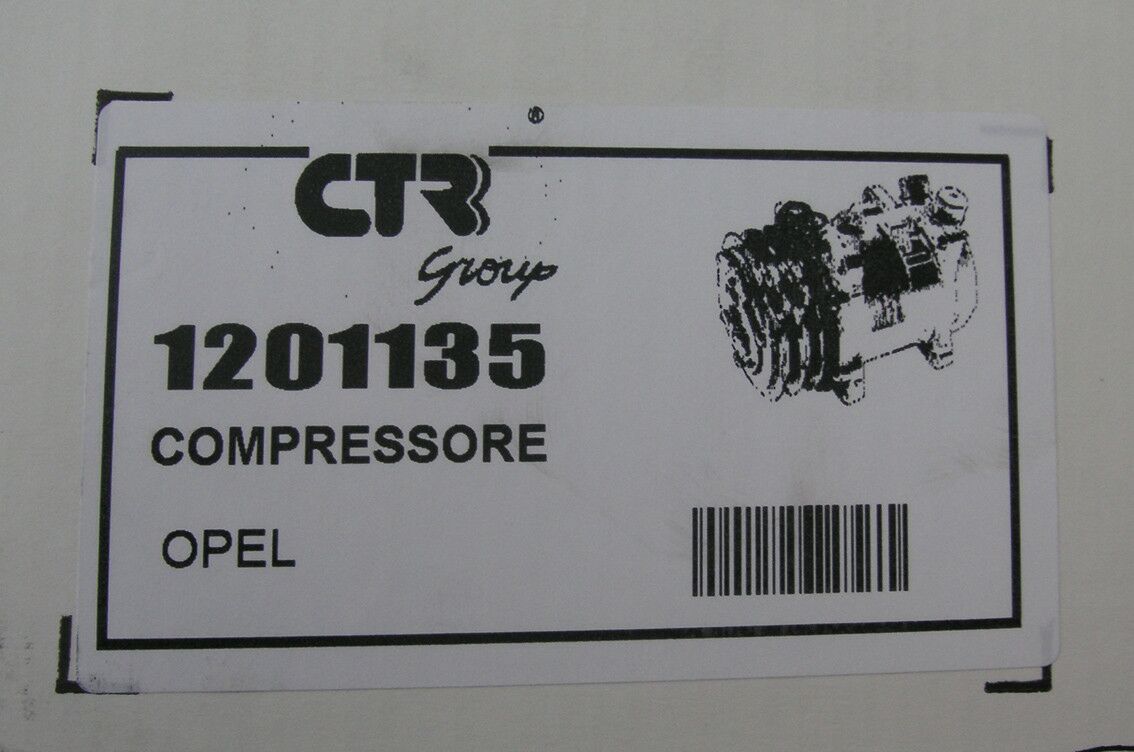 CTR
Group
1201135
COMPRESSORE
OPEL